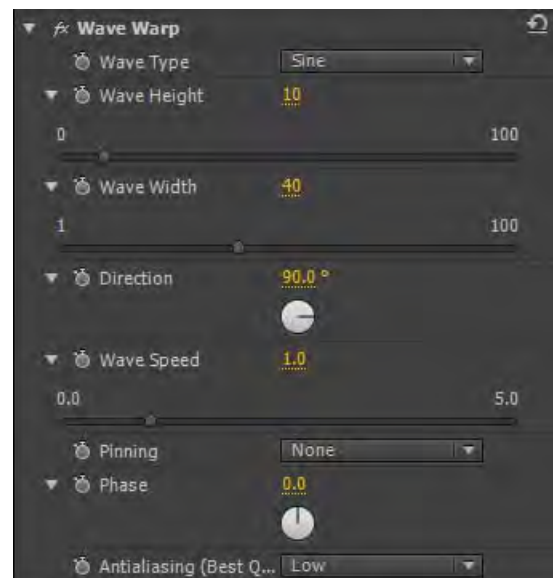 fx Wave Warp
Wave Type Sine
Wave Height 10
0 100
Wave Width 40
1 100
Direction 90.0 °
Wave Speed 1.0
0.0 5.0
Pinning None
Phase 0.0
Antialiasing (Best Q... Low